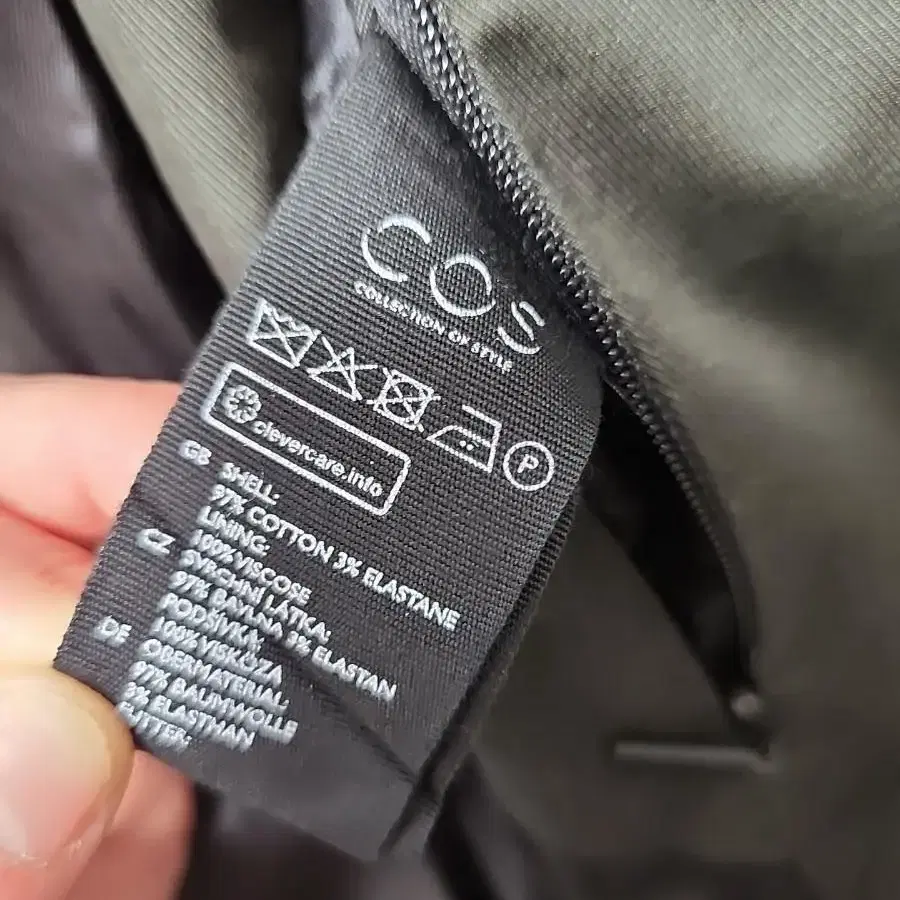 COS
COLLECTION OF STYLE
P
clevercare.info
GB SHELL:
97% COTTON 3% ELASTANE
LINING:
100% VISCOSE
CZ SVRCHNÍ LÁTKA:
97% BAVLNA 3% ELASTAN
PODŠÍVKA:
100% VISKÓZA
DE OBERMATERIAL:
97% BAUMWOLLE
3% ELASTHAN
FUTTER: